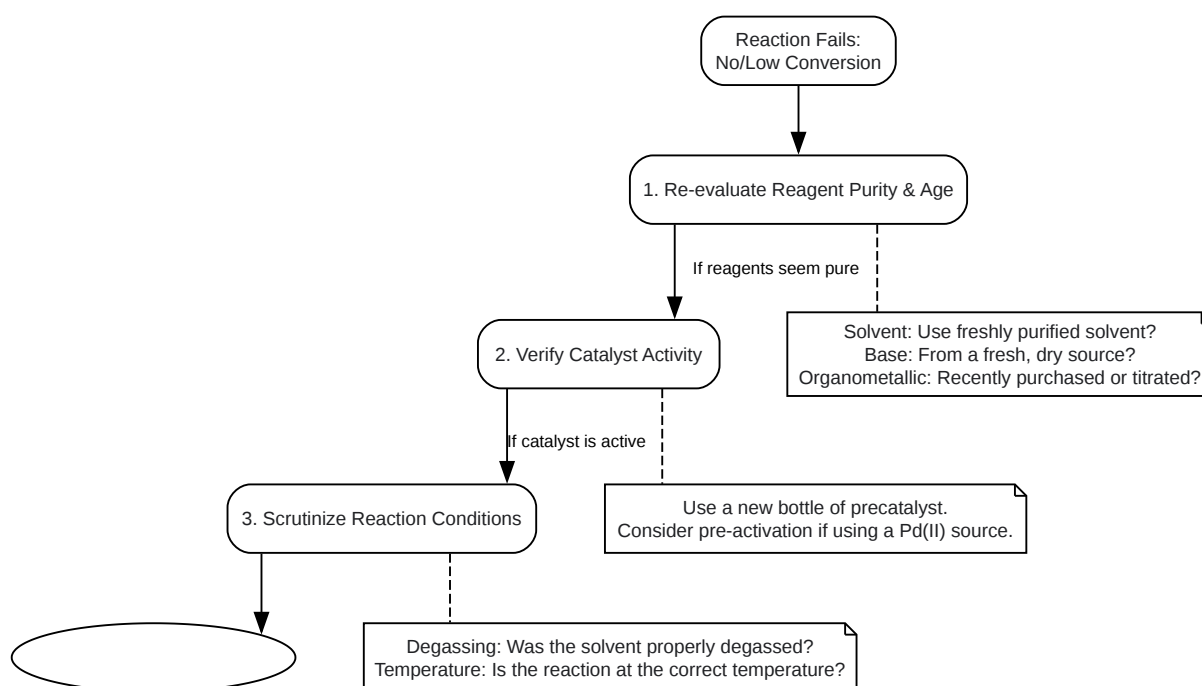 Reaction Fails:
No/Low Conversion
1. Re-evaluate Reagent Purity & Age
If reagents seem pure
Solvent: Use freshly purified solvent?
Base: From a fresh, dry source?
Organometallic: Recently purchased or titrated?
2. Verify Catalyst Activity
If catalyst is active
Use a new bottle of precatalyst.
Consider pre-activation if using a Pd(II) source.
3. Scrutinize Reaction Conditions
Degassing: Was the solvent properly degassed?
Temperature: Is the reaction at the correct temperature?